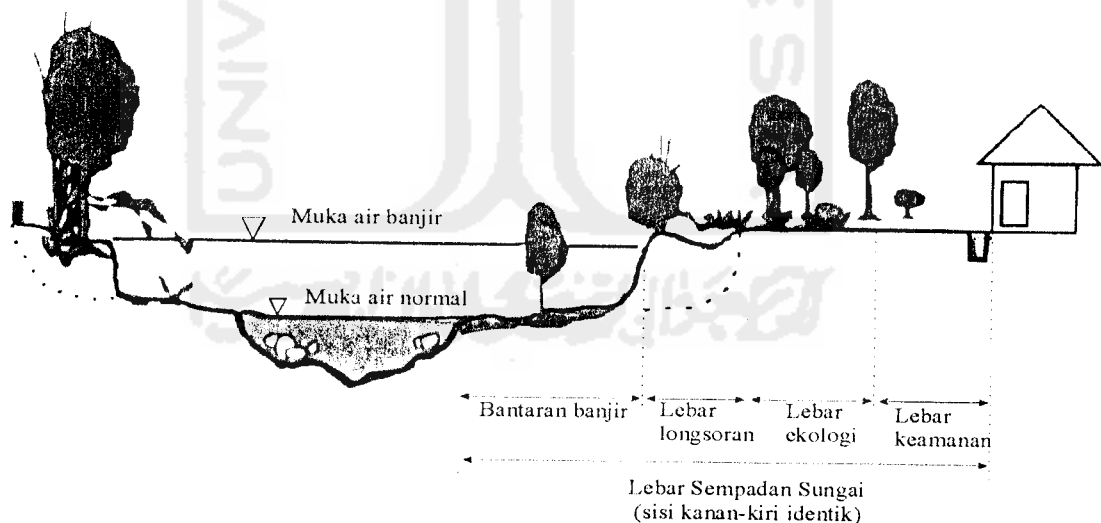 UNIV
S
Muka air banjir
Muka air normal
Bantaran banjir
Lebar
longsoran
Lebar
ekologi
Lebar
keamanan
Lebar Sempadan Sungai
(sisi kanan-kiri identik)